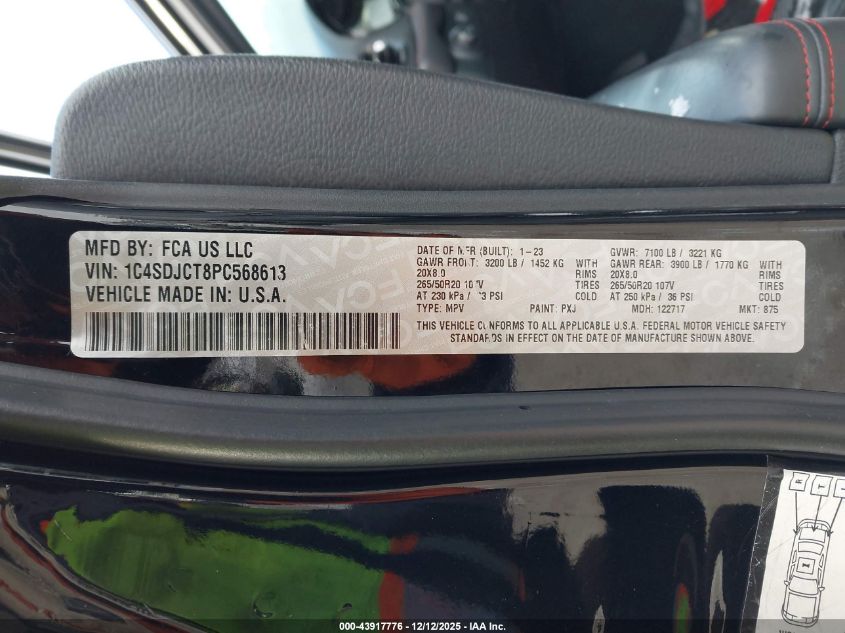 MFD BY: FCA US LLC
VIN: 1C4SDJCT8PC568613
VEHICLE MADE IN: U.S.A.
DATE OF MFR (BUILT): 1-23 GVWR: 7100 LB / 3221 KG
GAWR FRONT: 3200 LB / 1452 KG WITH GAWR REAR: 3900 LB / 1770 KG WITH
20X8.0 RIMS 20X8.0 RIMS
265/50R20 107V TIRES 265/50R20 107V TIRES
AT 230 kPa / 33 PSI COLD AT 250 kPa / 36 PSI COLD
TYPE: MPV PAINT: PXJ MDH: 122717 MKT: 875
THIS VEHICLE CONFORMS TO ALL APPLICABLE U.S.A. FEDERAL MOTOR VEHICLE SAFETY
STANDARDS IN EFFECT ON THE DATE OF MANUFACTURE SHOWN ABOVE.
000-43917776 - 12/12/2025 - IAA Inc.